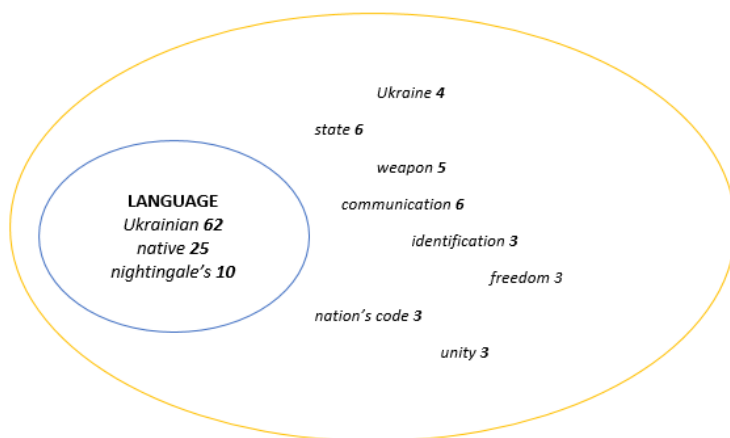 Ukraine 4
state 6
weapon 5
LANGUAGE
Ukrainian 62
communication 6
native 25
identification 3
nightingale's 10
freedom 3
nation's code 3
unity 3